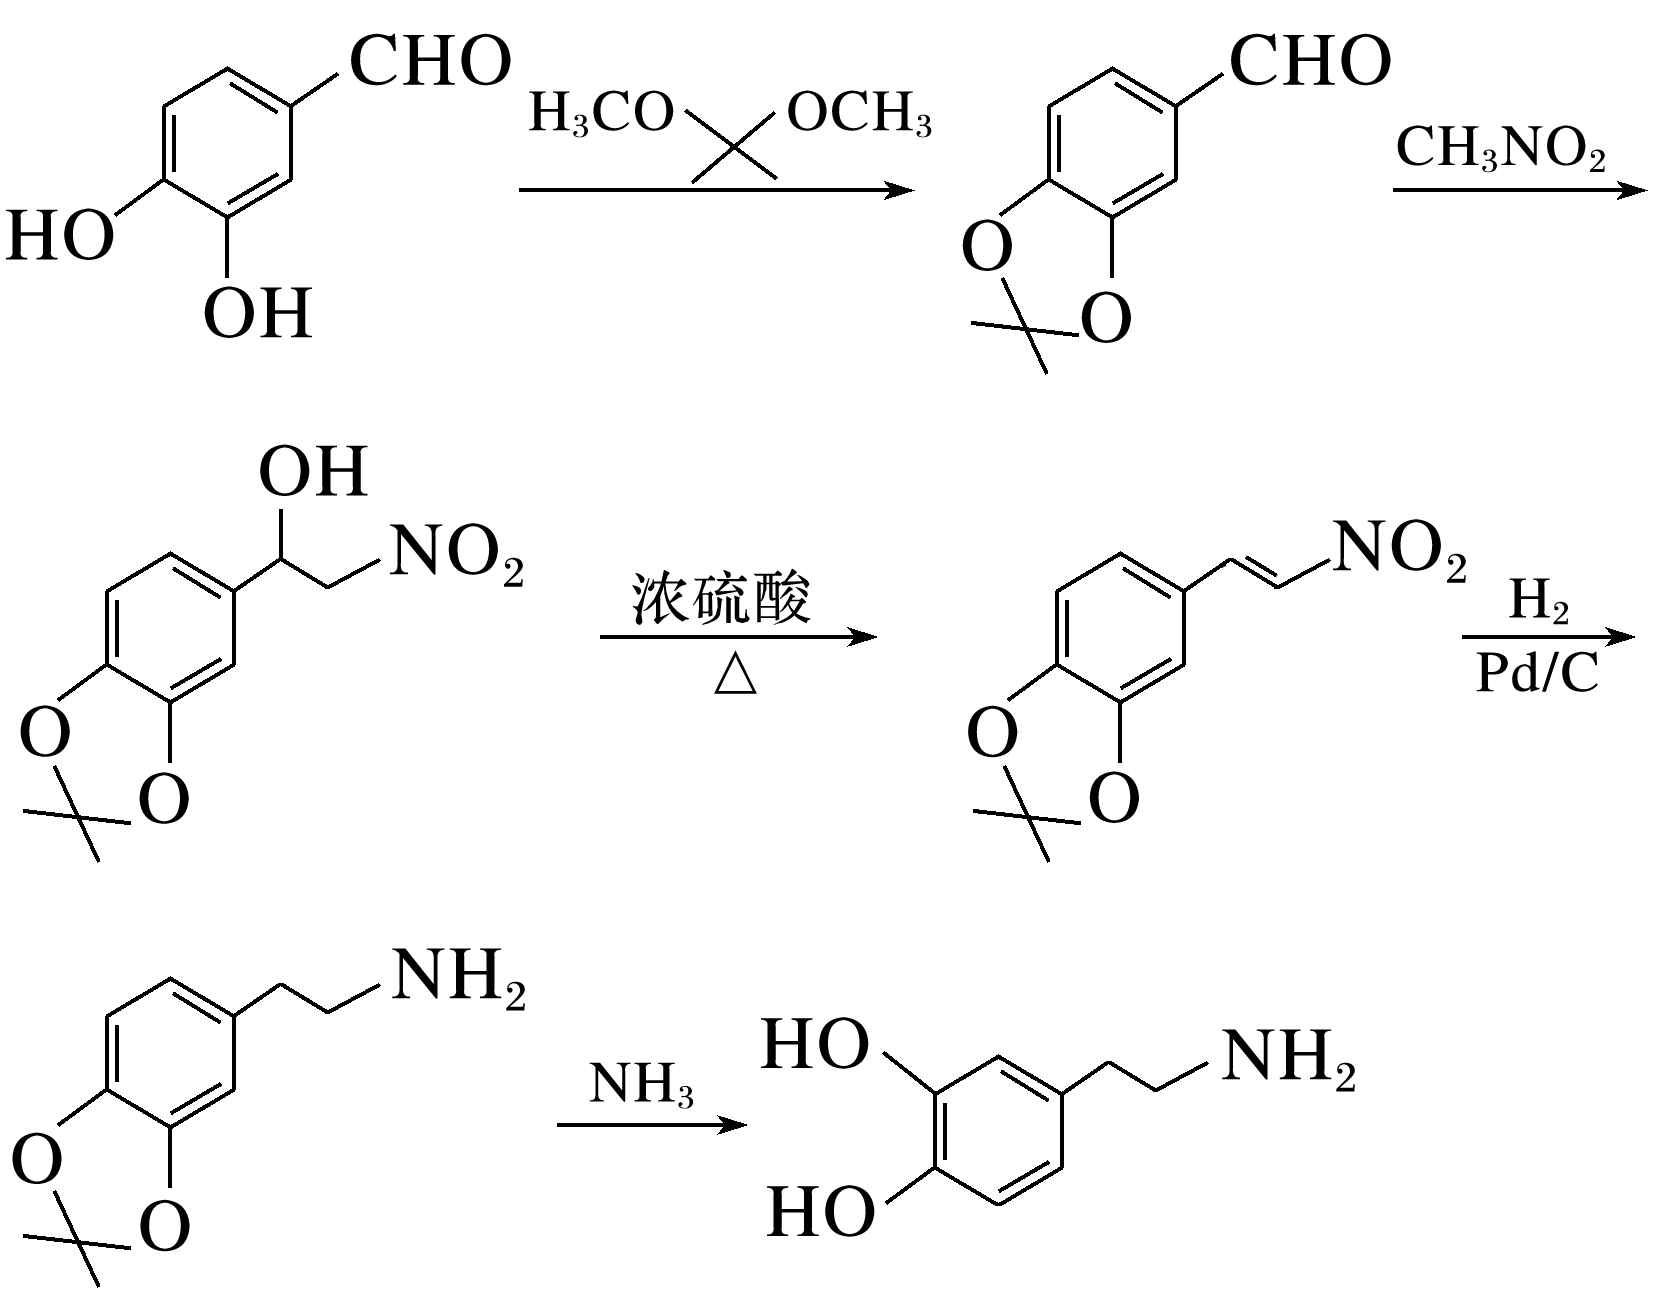 CHO
HO
OH
H₃CO OCH₃
CHO
O
O
CH₃NO₂
OH
NO₂
O
O
浓硫酸
△
NO₂
O
O
H₂
Pd/C
NH₂
O
O
NH₃
HO
NH₂
HO